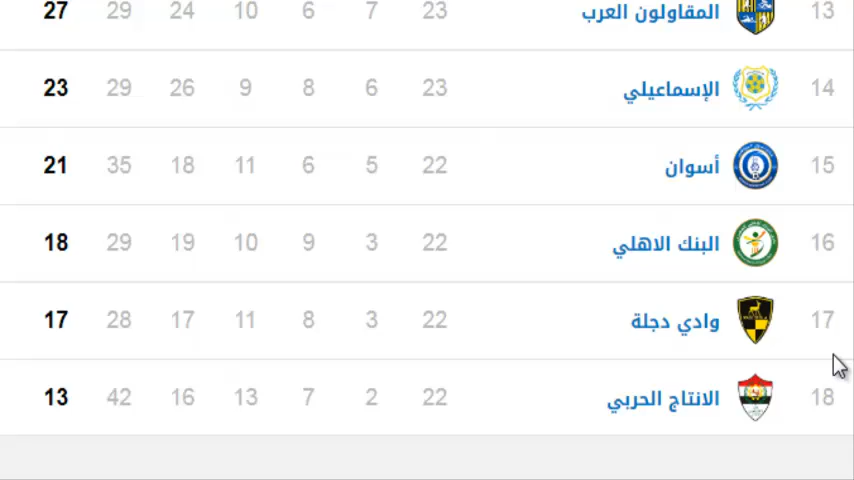 13 المقاولون العرب 23 7 6 10 24 29 27
14 الإسماعيلي 23 6 8 9 26 29 23
15 أسوان 22 5 6 11 18 35 21
16 البنك الاهلي 22 3 9 10 19 29 18
17 وادي دجلة 22 3 8 11 17 28 17
18 الانتاج الحربي 22 2 7 13 16 42 13